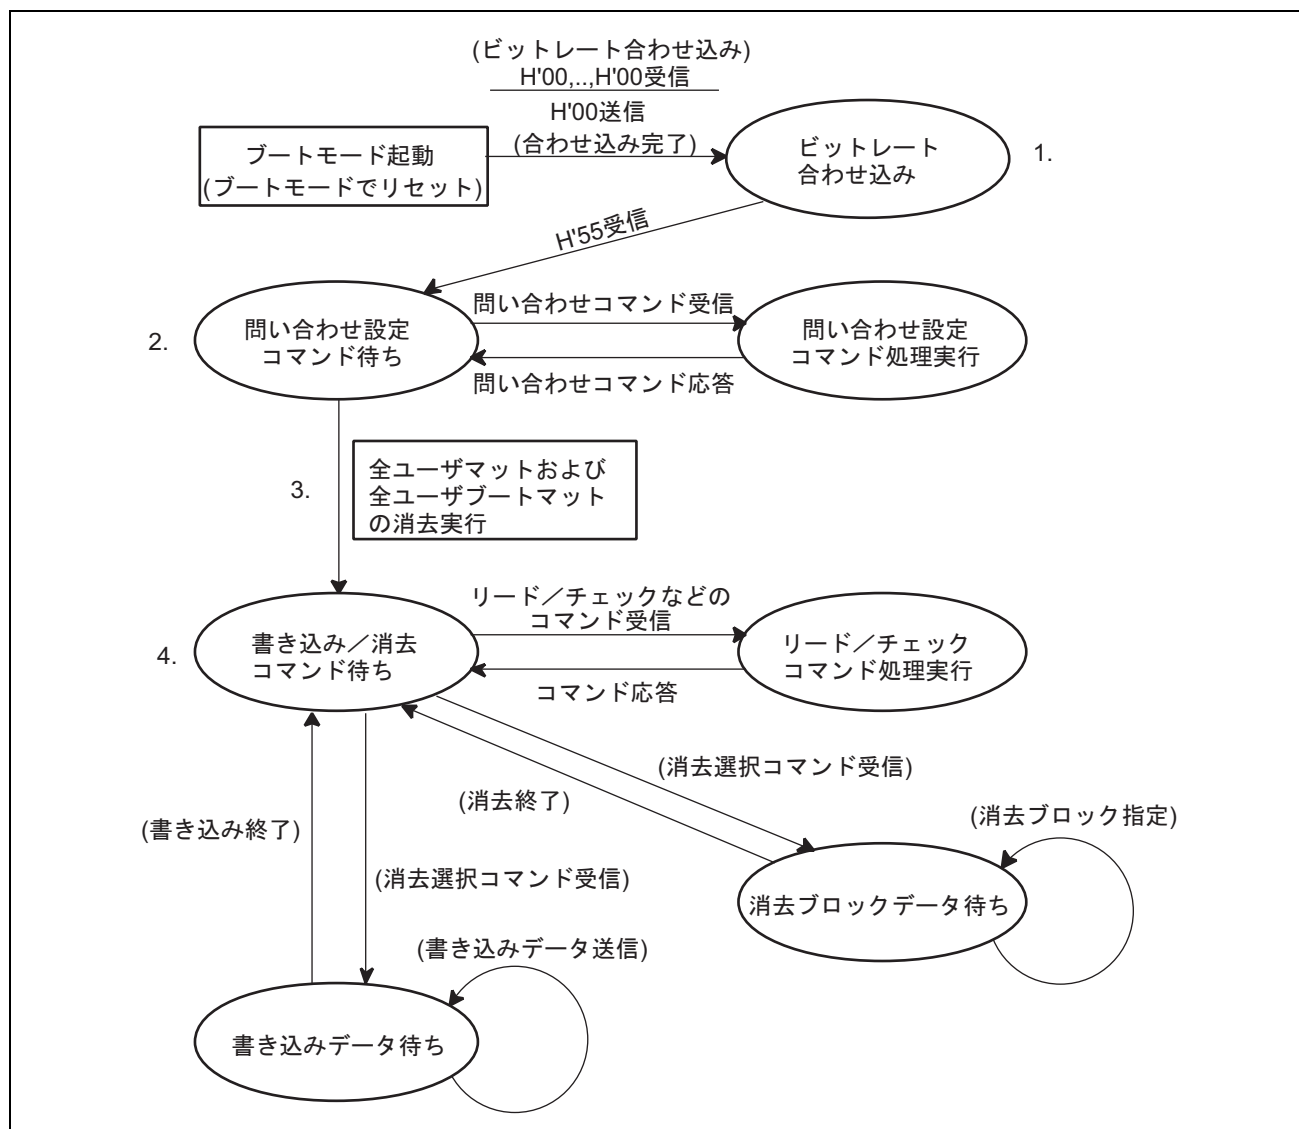 (ビットレート合わせ込み)
H'00,..,H'00受信
H'00送信
(合わせ込み完了)
ブートモード起動
(ブートモードでリセット)
ビットレート
合わせ込み
1.
H'55受信
2.
問い合わせ設定
コマンド待ち
問い合わせコマンド受信
問い合わせコマンド応答
問い合わせ設定
コマンド処理実行
3.
全ユーザマットおよび
全ユーザブートマット
の消去実行
4.
書き込み／消去
コマンド待ち
リード／チェックなどの
コマンド受信
コマンド応答
リード／チェック
コマンド処理実行
(消去選択コマンド受信)
(消去終了)
(書き込み終了)
(消去選択コマンド受信)
(消去ブロック指定)
消去ブロックデータ待ち
(書き込みデータ送信)
書き込みデータ待ち